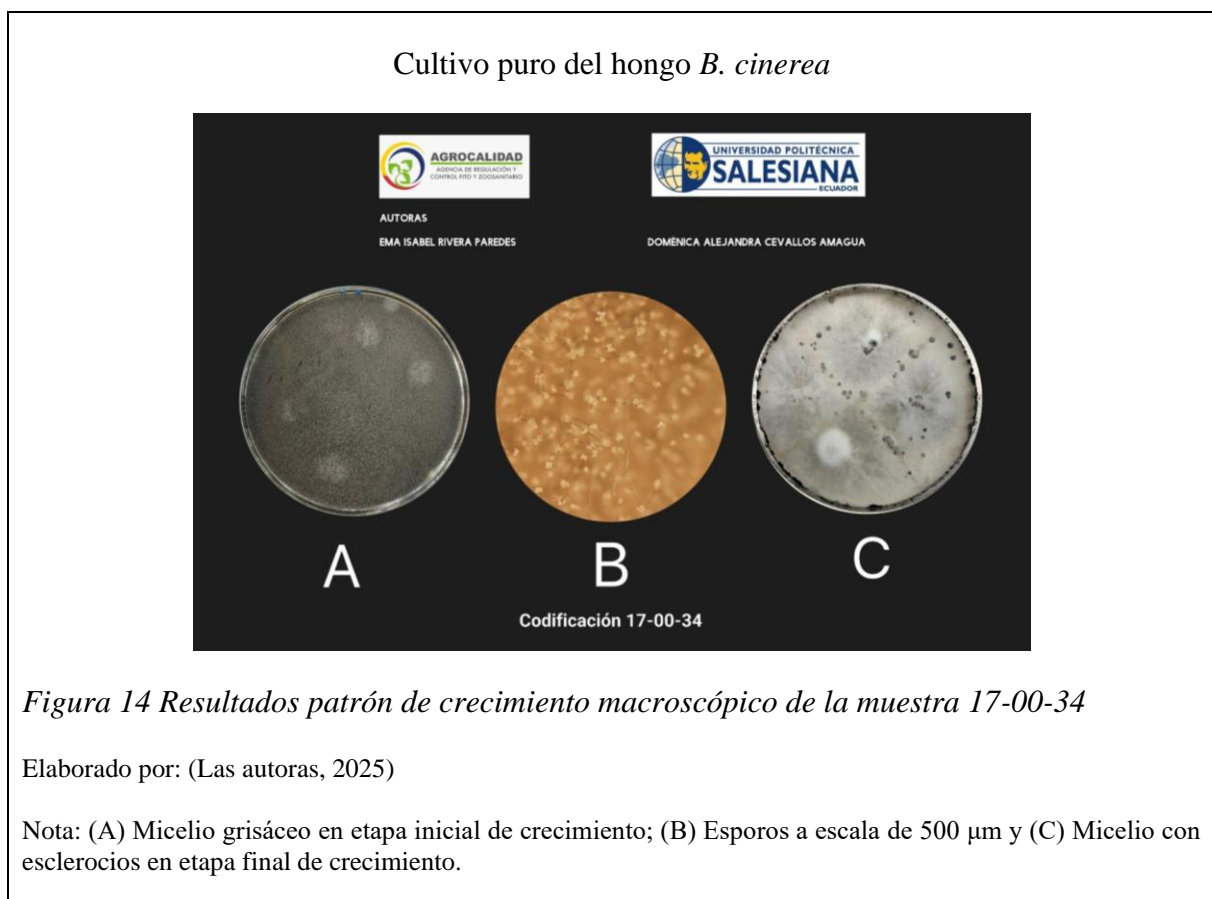 Cultivo puro del hongo B. cinerea
AGROCALIDAD
AGENCIA DE REGULACIÓN Y
CONTROL FITO Y ZOOSANITARIO
UNIVERSIDAD POLITÉCNICA
SALESIANA
ECUADOR
AUTORAS
EMA ISABEL RIVERA PAREDES
DOMÉNICA ALEJANDRA CEVALLOS AMAGUA
A
B
C
Codificación 17-00-34
Figura 14 Resultados patrón de crecimiento macroscópico de la muestra 17-00-34
Elaborado por: (Las autoras, 2025)
Nota: (A) Micelio grisáceo en etapa inicial de crecimiento; (B) Esporos a escala de 500 μm y (C) Micelio con
esclerocios en etapa final de crecimiento.